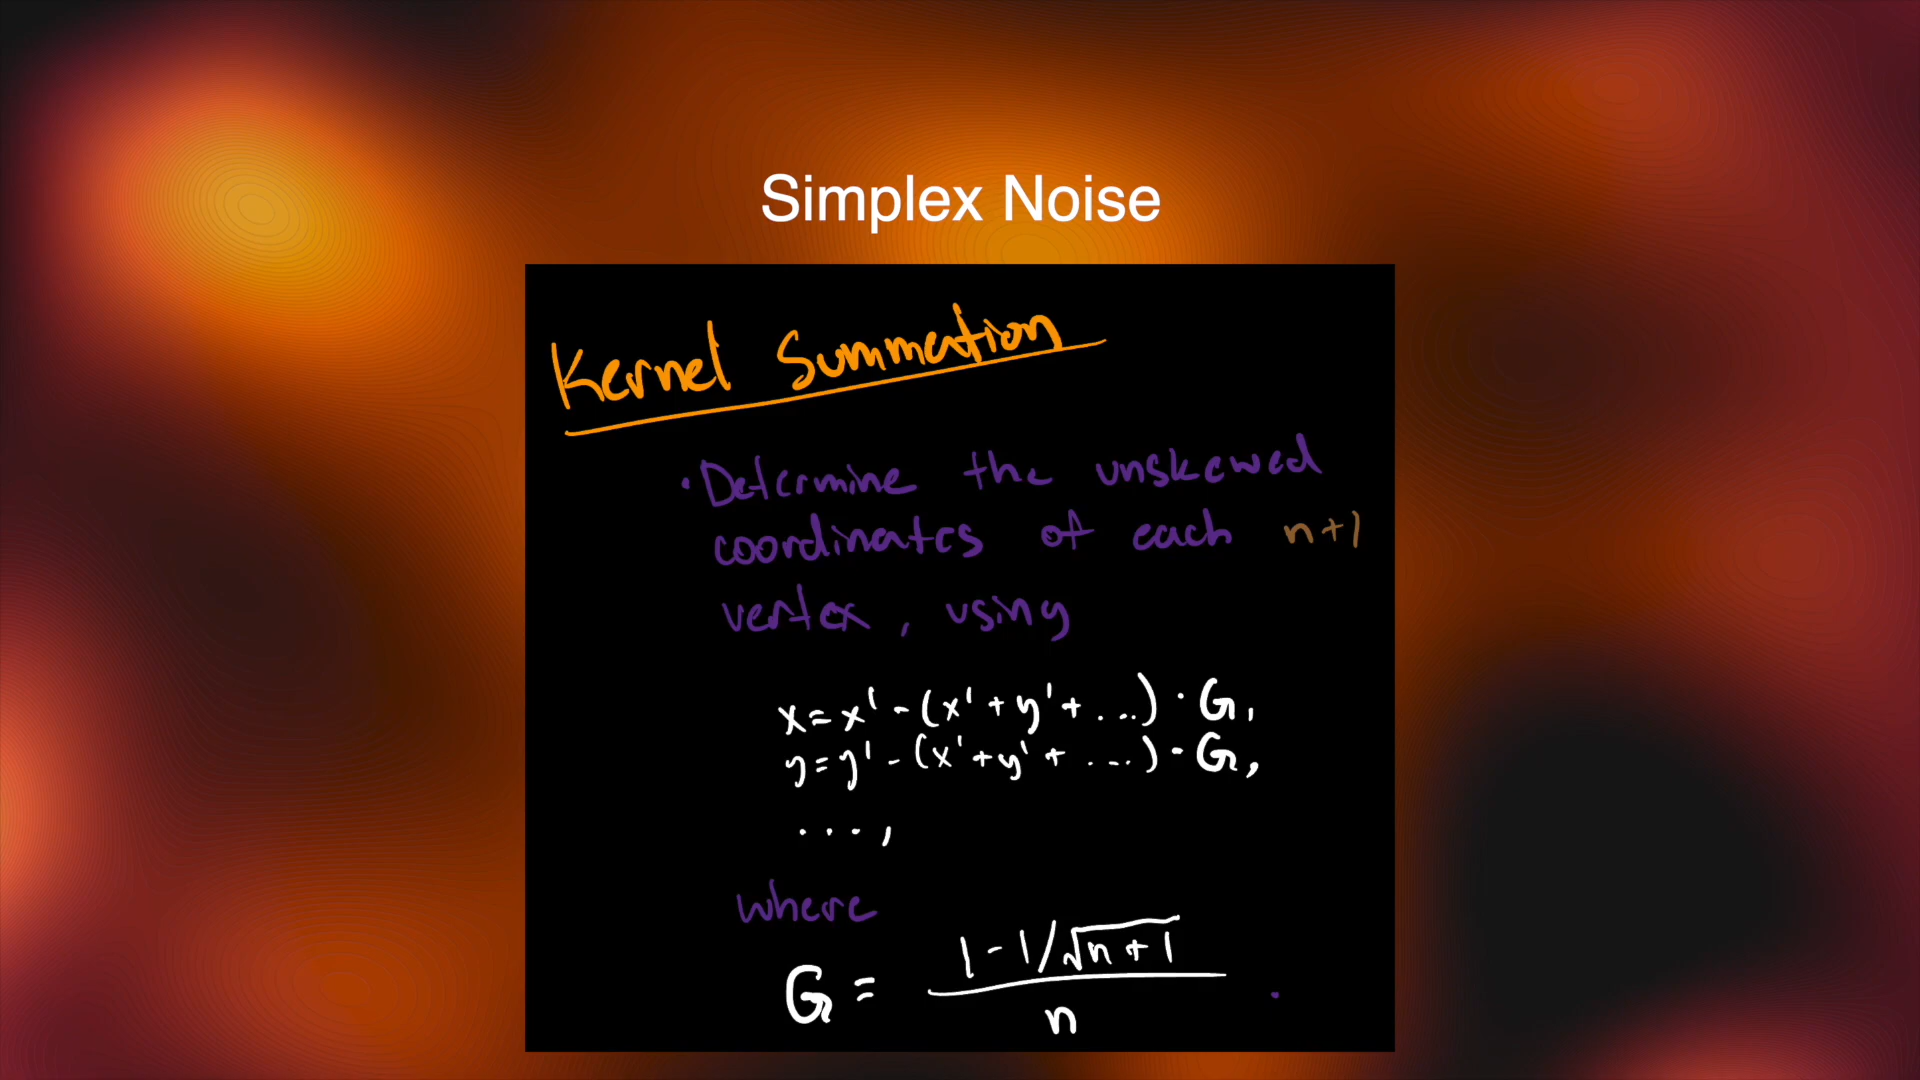 Simplex Noise
Kernel Summation
· Determine the unskewed
coordinates of each n+1
vertex, using
x = x' - (x' + y' + ...) · G,
y = y' - (x' + y' + ...) · G,
...,
where
G = (1 - 1/√(n+1)) / n .